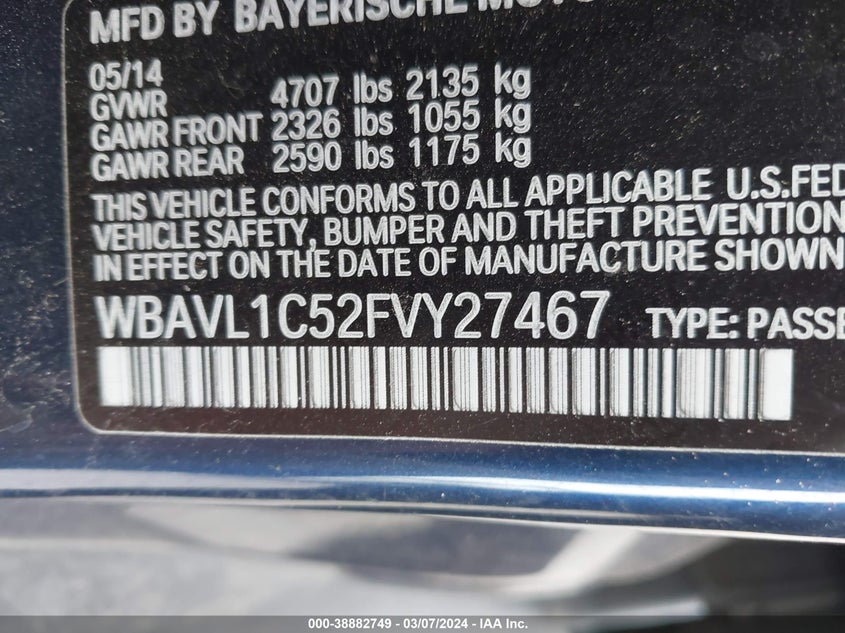 MFD BY BAYERISCHE
05/14
GVWR 4707 lbs 2135 kg
GAWR FRONT 2326 lbs 1055 kg
GAWR REAR 2590 lbs 1175 kg
THIS VEHICLE CONFORMS TO ALL APPLICABLE U.S.FED
VEHICLE SAFETY, BUMPER AND THEFT PREVENTION
IN EFFECT ON THE DATE OF MANUFACTURE SHOWN
WBAVL1C52FVY27467 TYPE: PASSE
000-38882749 - 03/07/2024 - IAA Inc.